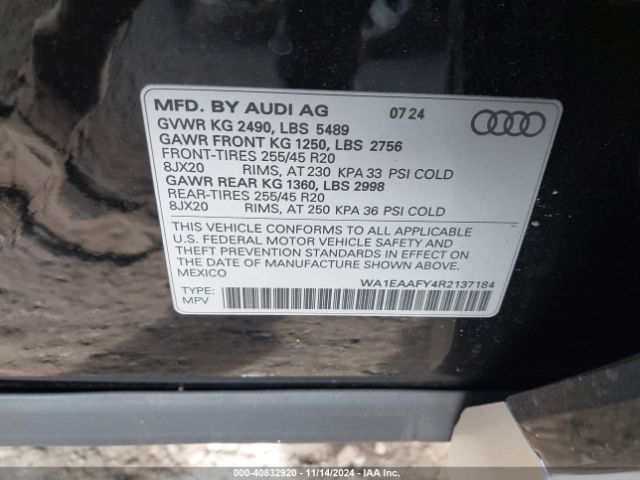 MFD. BY AUDI AG 07 24
GVWR KG 2490, LBS 5489
GAWR FRONT KG 1250, LBS 2756
FRONT-TIRES 255/45 R20
8JX20 RIMS, AT 230 KPA 33 PSI COLD
GAWR REAR KG 1360, LBS 2998
REAR-TIRES 255/45 R20
8JX20 RIMS, AT 250 KPA 36 PSI COLD
THIS VEHICLE CONFORMS TO ALL APPLICABLE
U.S. FEDERAL MOTOR VEHICLE SAFETY AND
THEFT PREVENTION STANDARDS IN EFFECT ON
THE DATE OF MANUFACTURE SHOWN ABOVE.
MEXICO
WA1EAAFY4R2137184
TYPE:
MPV
000-40832920 | 11/14/2024 | IAAI.COM